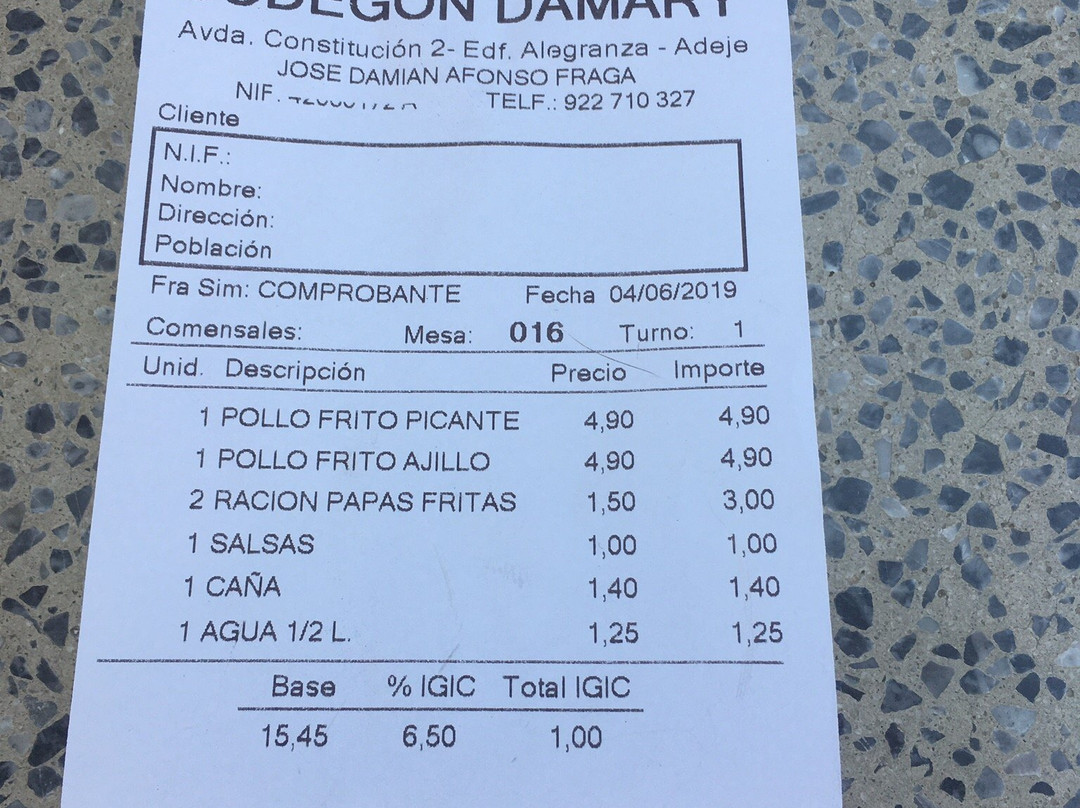 DAMARY
Avda. Constitución 2- Edf. Alegranza - Adeje
JOSE DAMIAN AFONSO FRAGA
NIF. TELF.: 922 710 327
Cliente
N.I.F.:
Nombre:
Dirección:
Población
Fra Sim: COMPROBANTE Fecha 04/06/2019
Comensales: Mesa: 016 Turno: 1
Unid. Descripción Precio Importe
1 POLLO FRITO PICANTE 4,90 4,90
1 POLLO FRITO AJILLO 4,90 4,90
2 RACION PAPAS FRITAS 1,50 3,00
1 SALSAS 1,00 1,00
1 CAÑA 1,40 1,40
1 AGUA 1/2 L. 1,25 1,25
Base % IGIC Total IGIC
15,45 6,50 1,00